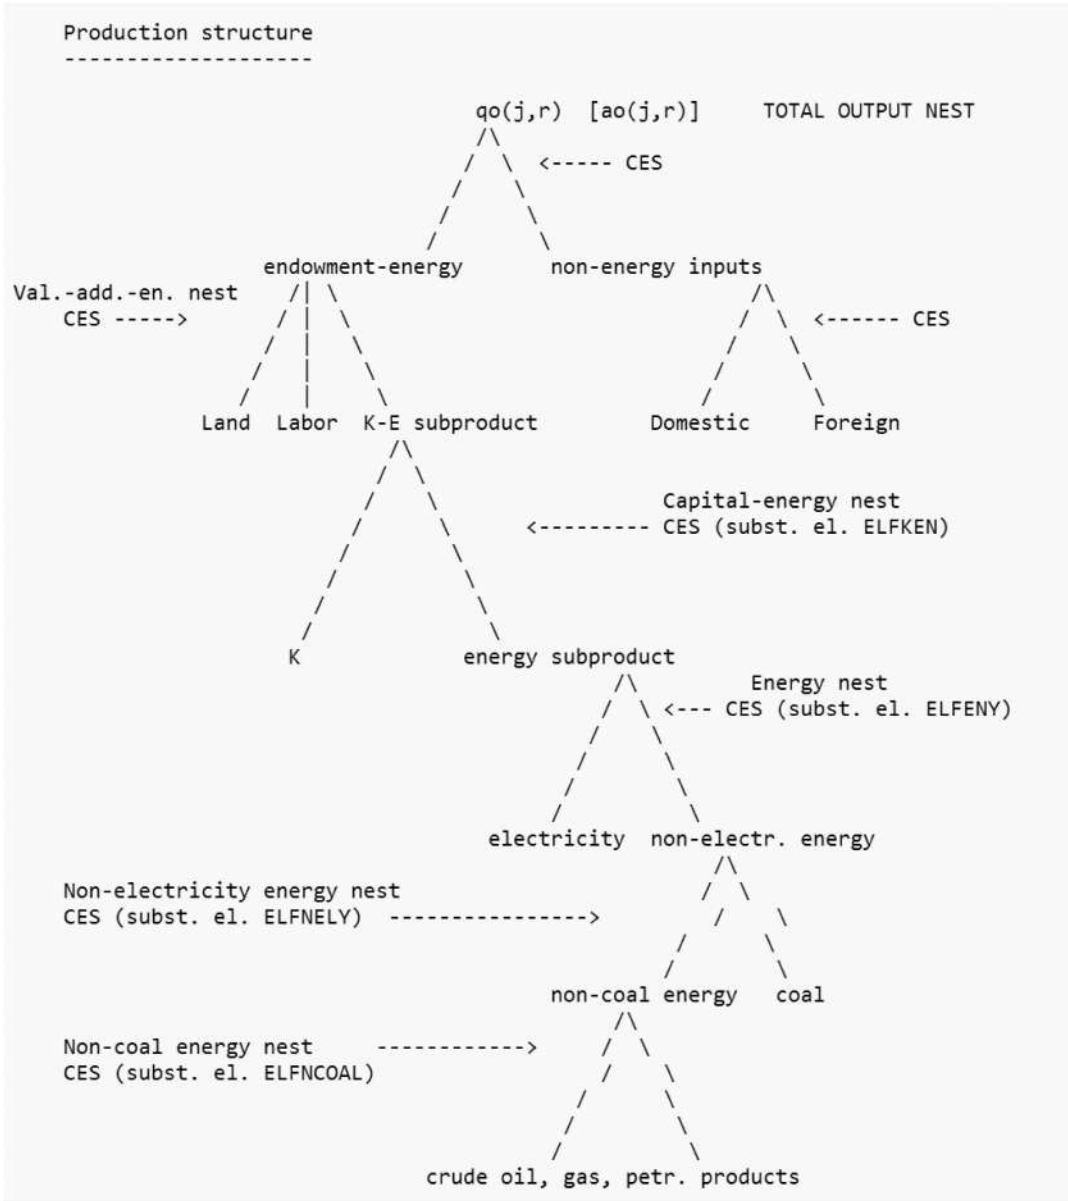 Production structure
--------------------
qo(j,r) [ao(j,r)] TOTAL OUTPUT NEST
<----- CES
endowment-energy non-energy inputs
Val.-add.-en. nest
CES -----> <------ CES
Land Labor K-E subproduct Domestic Foreign
Capital-energy nest
<--------- CES (subst. el. ELFKEN)
K energy subproduct
Energy nest
<--- CES (subst. el. ELFENY)
electricity non-electr. energy
Non-electricity energy nest
CES (subst. el. ELFNELY) ---------------->
non-coal energy coal
Non-coal energy nest ------------>
CES (subst. el. ELFNCOAL)
crude oil, gas, petr. products